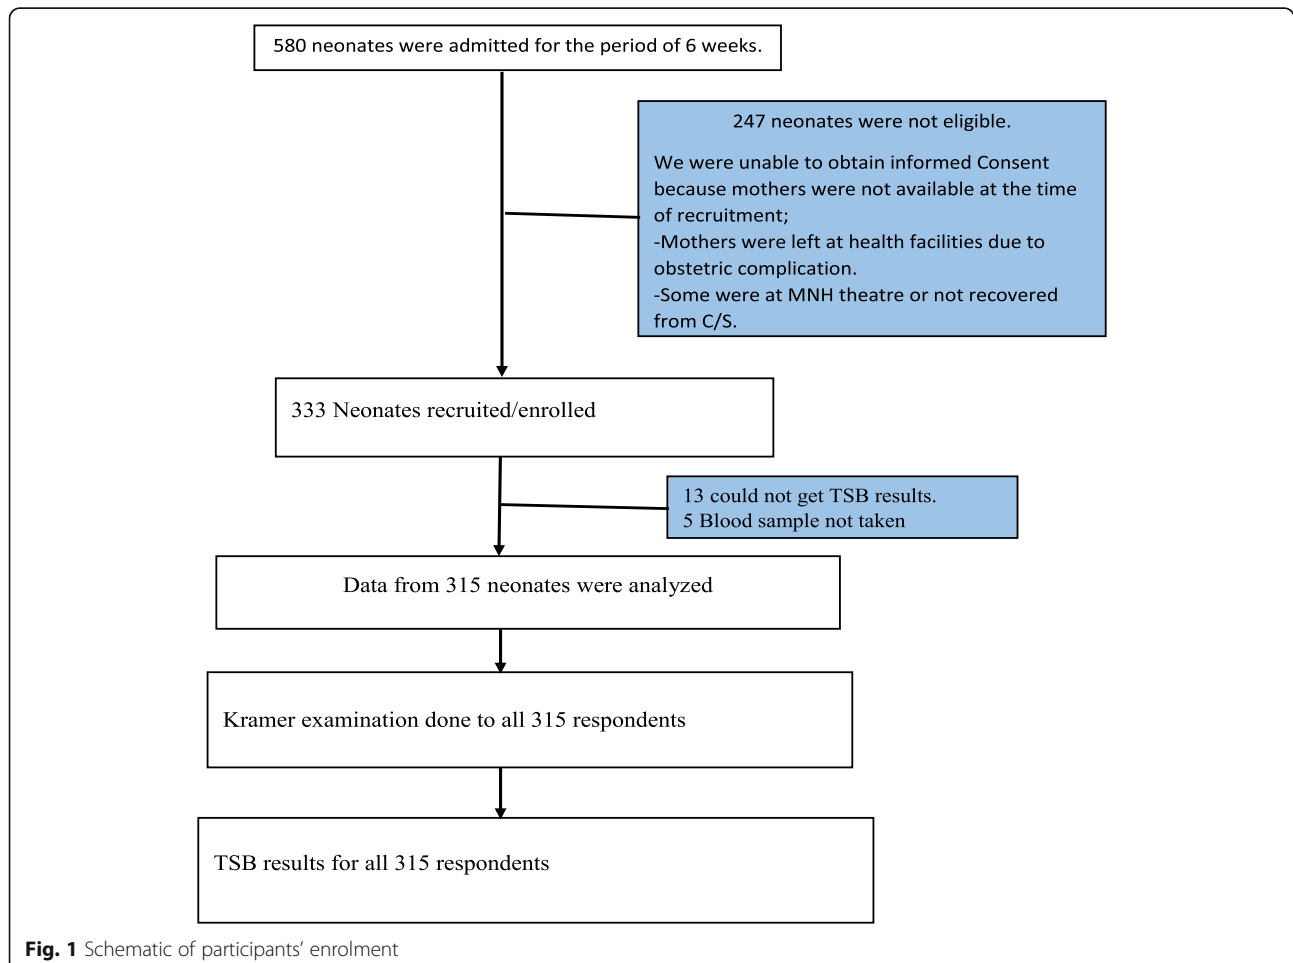 580 neonates were admitted for the period of 6 weeks.
247 neonates were not eligible.
We were unable to obtain informed Consent
because mothers were not available at the time
of recruitment;
-Mothers were left at health facilities due to
obstetric complication.
-Some were at MNH theatre or not recovered
from C/S.
333 Neonates recruited/enrolled
13 could not get TSB results.
5 Blood sample not taken
Data from 315 neonates were analyzed
Kramer examination done to all 315 respondents
TSB results for all 315 respondents
Fig. 1 Schematic of participants’ enrolment